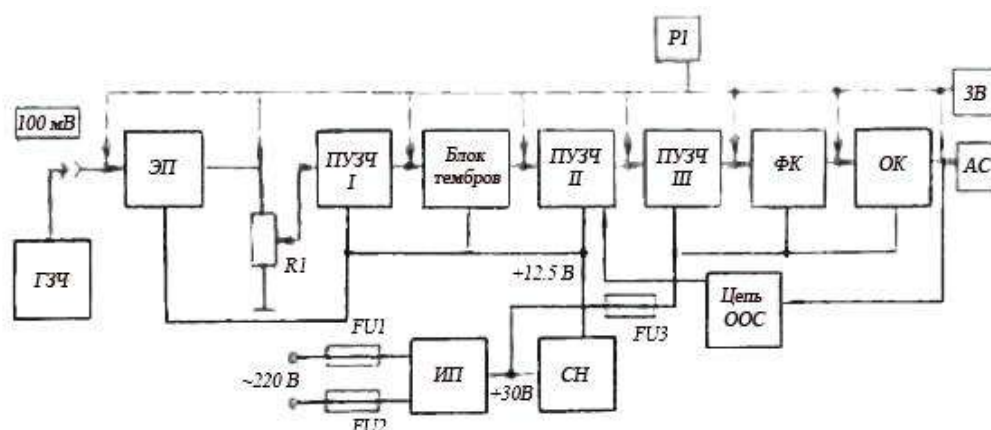 P1
100 мВ
ЗВ
ЭП
ПУЗЧ
I
Блок
тембров
ПУЗЧ
II
ПУЗЧ
III
ФК
ОК
АС
R1
ГЗЧ
+12.5 В
Цепь
ООС
FU1
FU3
~220 В
ИП
+30В
СН
FU2